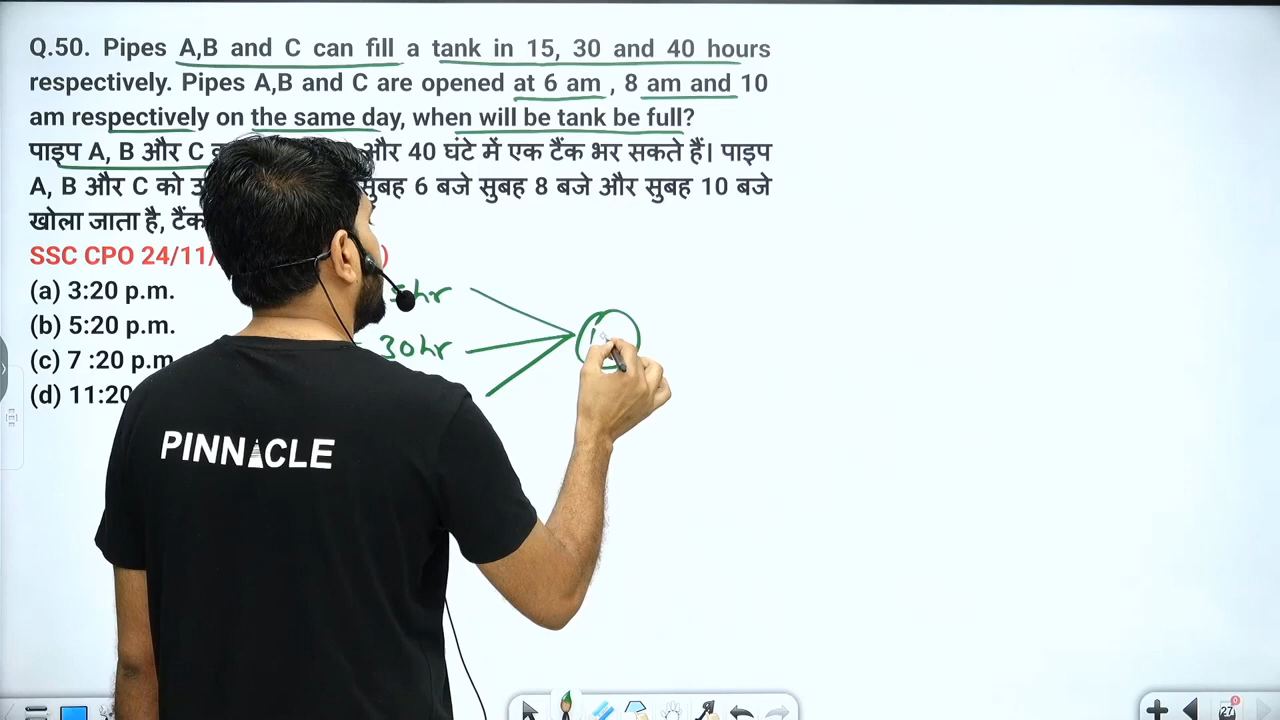 Q.50. Pipes A,B and C can fill a tank in 15, 30 and 40 hours
respectively. Pipes A,B and C are opened at 6 am , 8 am and 10
am respectively on the same day, when will be tank be full?
पाइप A, B और C और 40 घंटे में एक टैंक भर सकते हैं। पाइप
A, B और C को सुबह 6 बजे सुबह 8 बजे और सुबह 10 बजे
खोला जाता है, टैंक
SSC CPO 24/11/
(a) 3:20 p.m.
(b) 5:20 p.m.
(c) 7 :20 p.m
(d) 11:20
5hr
30hr
PINNACLE
27